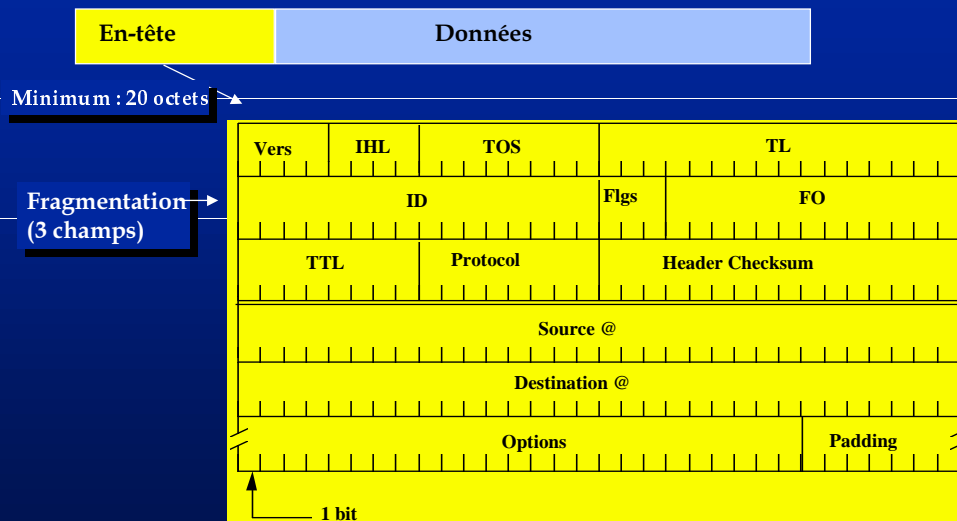 En-tête Données
Minimum : 20 octets
Vers IHL TOS TL
Fragmentation
(3 champs)
ID Flgs FO
TTL Protocol Header Checksum
Source @
Destination @
Options Padding
1 bit